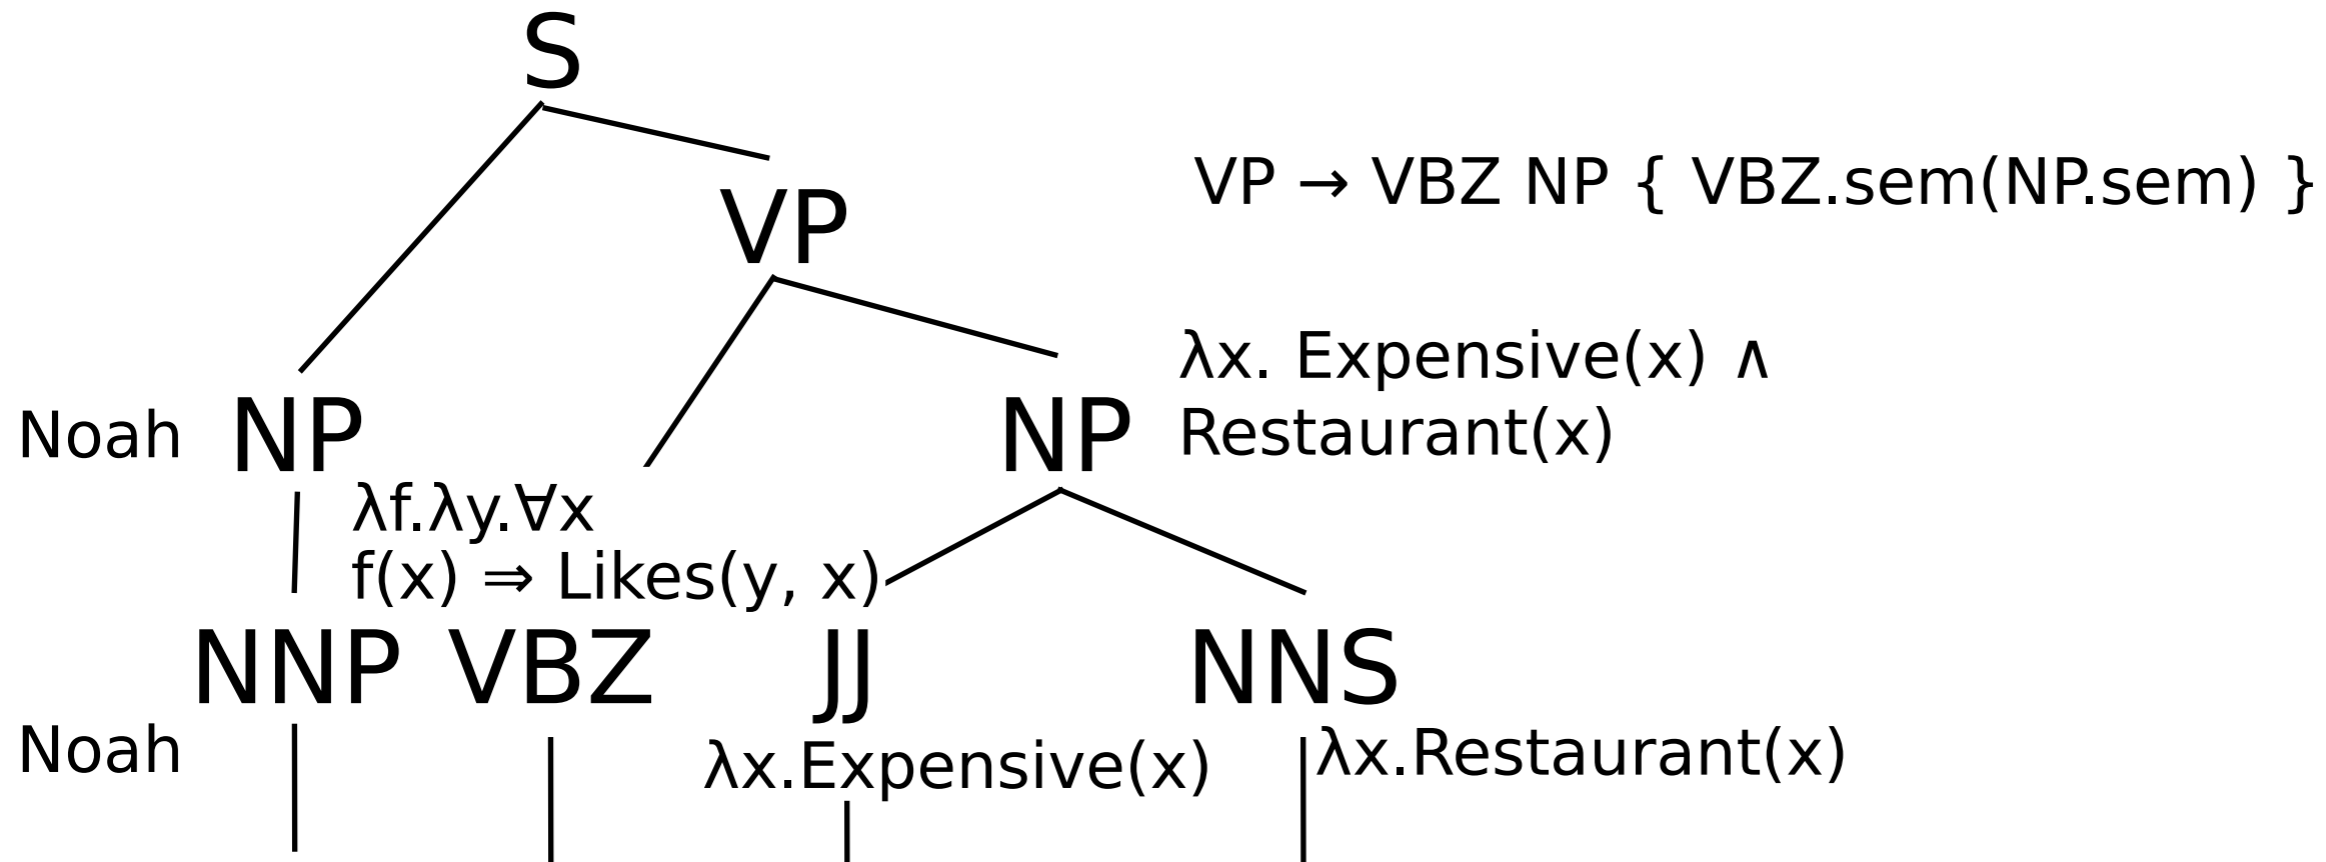 S
VP
VP → VBZ NP { VBZ.sem(NP.sem) }
λx. Expensive(x) ∧
Restaurant(x)
Noah
NP
NP
λf.λy.∀x
f(x) ⇒ Likes(y, x)
NNP
VBZ
JJ
NNS
Noah
λx.Expensive(x)
λx.Restaurant(x)